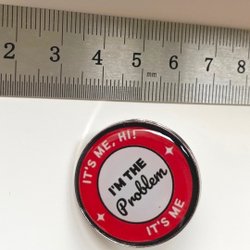 2 3 4 5 6 7 8
mm
IT'S ME, HI!
I'M THE
Problem
IT'S ME